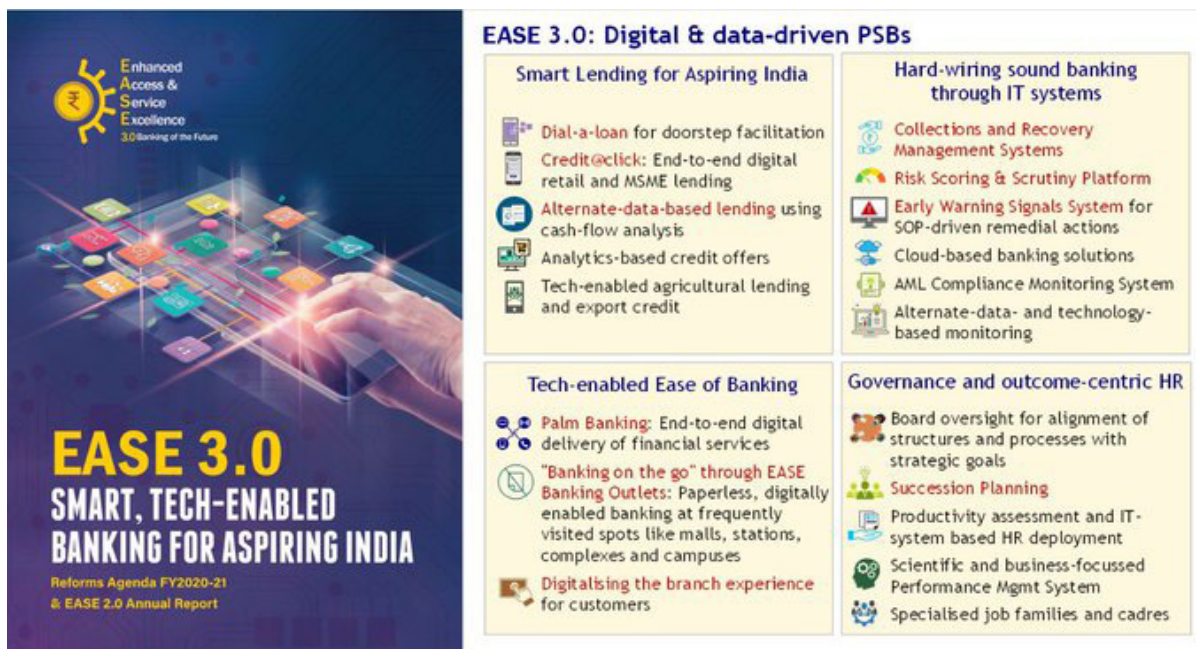 Enhanced
Access &
Service
Excellence
3.0 Banking of the Future
EASE 3.0
SMART, TECH-ENABLED
BANKING FOR ASPIRING INDIA
Reforms Agenda FY2020-21
& EASE 2.0 Annual Report
EASE 3.0: Digital & data-driven PSBs
Smart Lending for Aspiring India
Dial-a-loan for doorstep facilitation
Credit@click: End-to-end digital
retail and MSME lending
Alternate-data-based lending using
cash-flow analysis
Analytics-based credit offers
Tech-enabled agricultural lending
and export credit
Hard-wiring sound banking
through IT systems
Collections and Recovery
Management Systems
Risk Scoring & Scrutiny Platform
Early Warning Signals System for
SOP-driven remedial actions
Cloud-based banking solutions
AML Compliance Monitoring System
Alternate-data- and technology-
based monitoring
Tech-enabled Ease of Banking
Palm Banking: End-to-end digital
delivery of financial services
"Banking on the go" through EASE
Banking Outlets: Paperless, digitally
enabled banking at frequently
visited spots like malls, stations,
complexes and campuses
Digitalising the branch experience
for customers
Governance and outcome-centric HR
Board oversight for alignment of
structures and processes with
strategic goals
Succession Planning
Productivity assessment and IT-
system based HR deployment
Scientific and business-focussed
Performance Mgmt System
Specialised job families and cadres